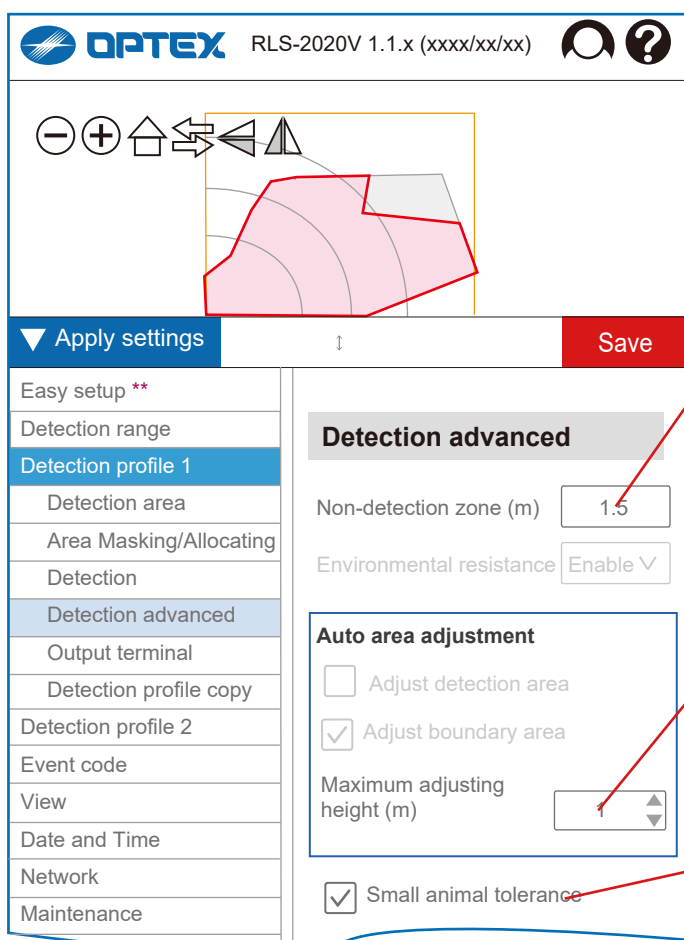 OPTEX RLS-2020V 1.1.x (xxxx/xx/xx) ?
Apply settings
Save
Easy setup **
Detection range
Detection profile 1
Detection area
Area Masking/Allocating
Detection
Detection advanced
Output terminal
Detection profile copy
Detection profile 2
Event code
View
Date and Time
Network
Maintenance
Detection advanced
Non-detection zone (m) 1.5
Environmental resistance Enable
Auto area adjustment
Adjust detection area
Adjust boundary area
Maximum adjusting
height (m) 1
Small animal tolerance